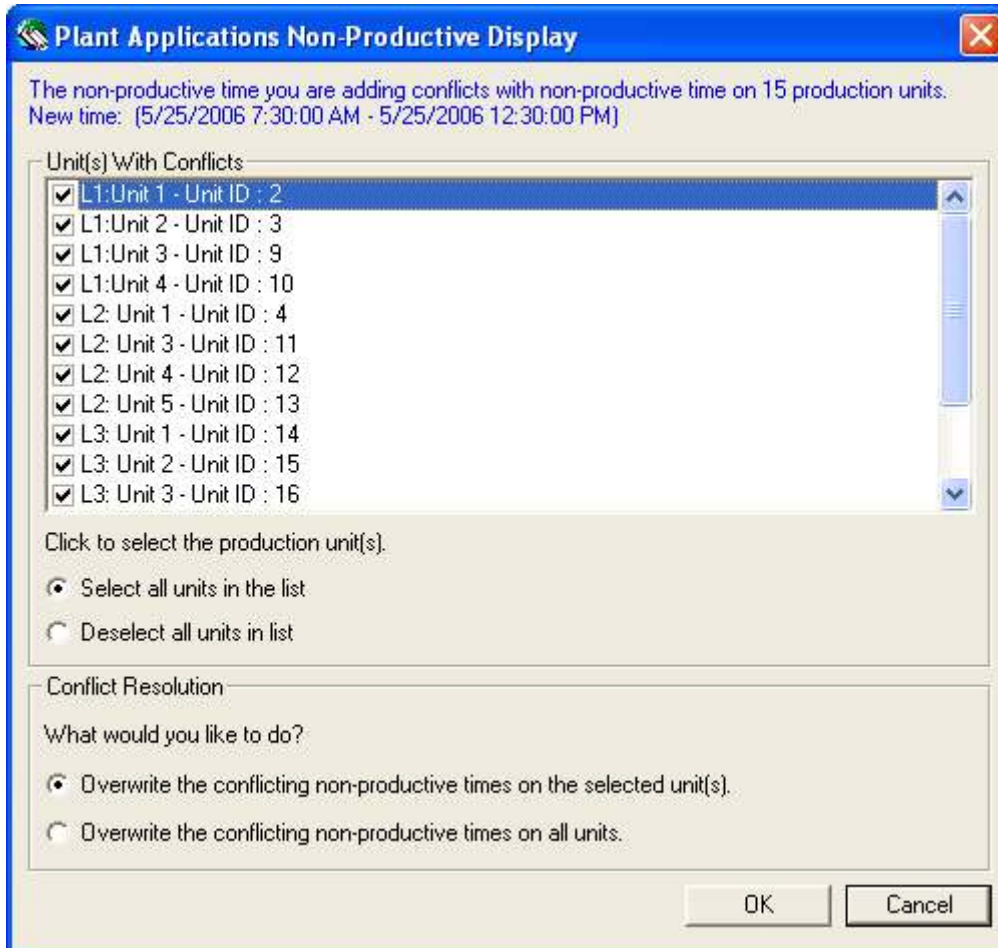 Plant Applications Non-Productive Display
The non-productive time you are adding conflicts with non-productive time on 15 production units.
New time: (5/25/2006 7:30:00 AM - 5/25/2006 12:30:00 PM)
Unit(s) With Conflicts
L1:Unit 1 - Unit ID : 2
L1:Unit 2 - Unit ID : 3
L1:Unit 3 - Unit ID : 9
L1:Unit 4 - Unit ID : 10
L2: Unit 1 - Unit ID : 4
L2: Unit 3 - Unit ID : 11
L2: Unit 4 - Unit ID : 12
L2: Unit 5 - Unit ID : 13
L3: Unit 1 - Unit ID : 14
L3: Unit 2 - Unit ID : 15
L3: Unit 3 - Unit ID : 16
Click to select the production unit(s).
Select all units in the list
Deselect all units in list
Conflict Resolution
What would you like to do?
Overwrite the conflicting non-productive times on the selected unit(s).
Overwrite the conflicting non-productive times on all units.
OK Cancel